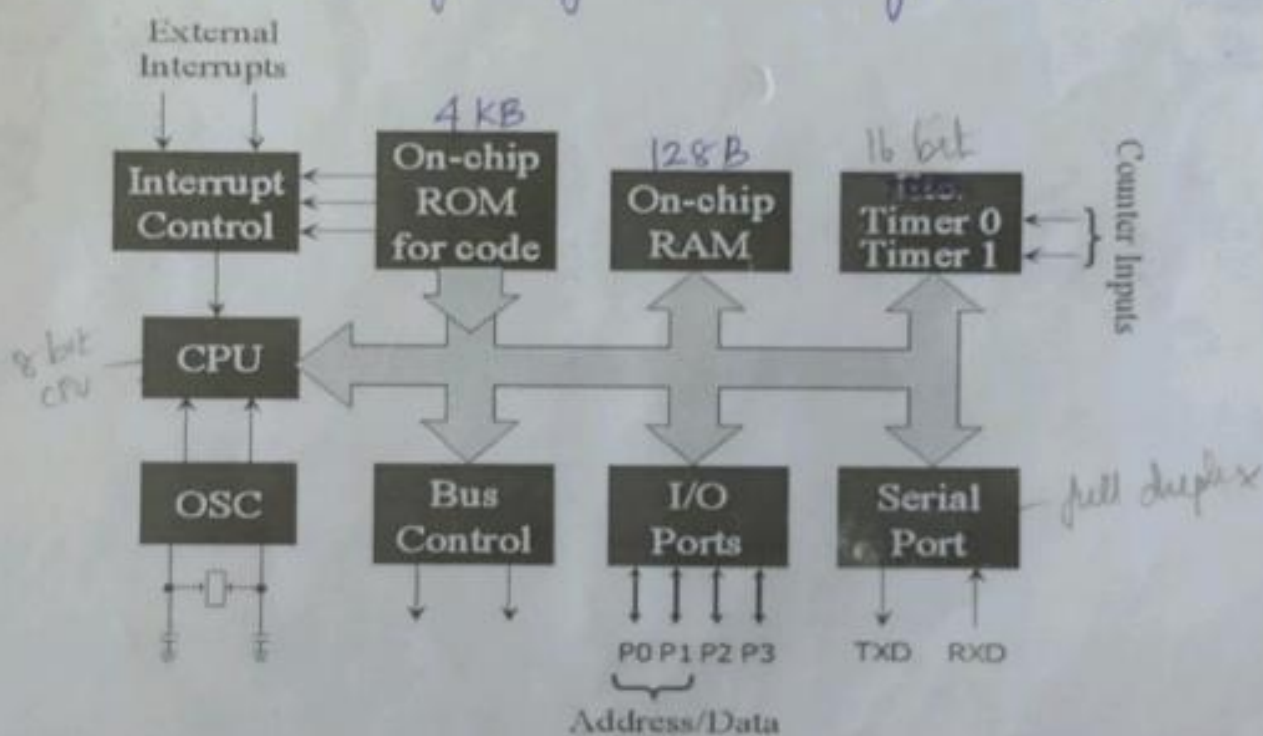 External
Interrupts
4 KB
128 B
16 bit
Interrupt
Control
On-chip
ROM
for code
On-chip
RAM
Timer 0
Timer 1
Counter Inputs
8 bit
CPU
CPU
OSC
Bus
Control
I/O
Ports
Serial
Port
full duplex
P0 P1 P2 P3
TXD RXD
Address/Data